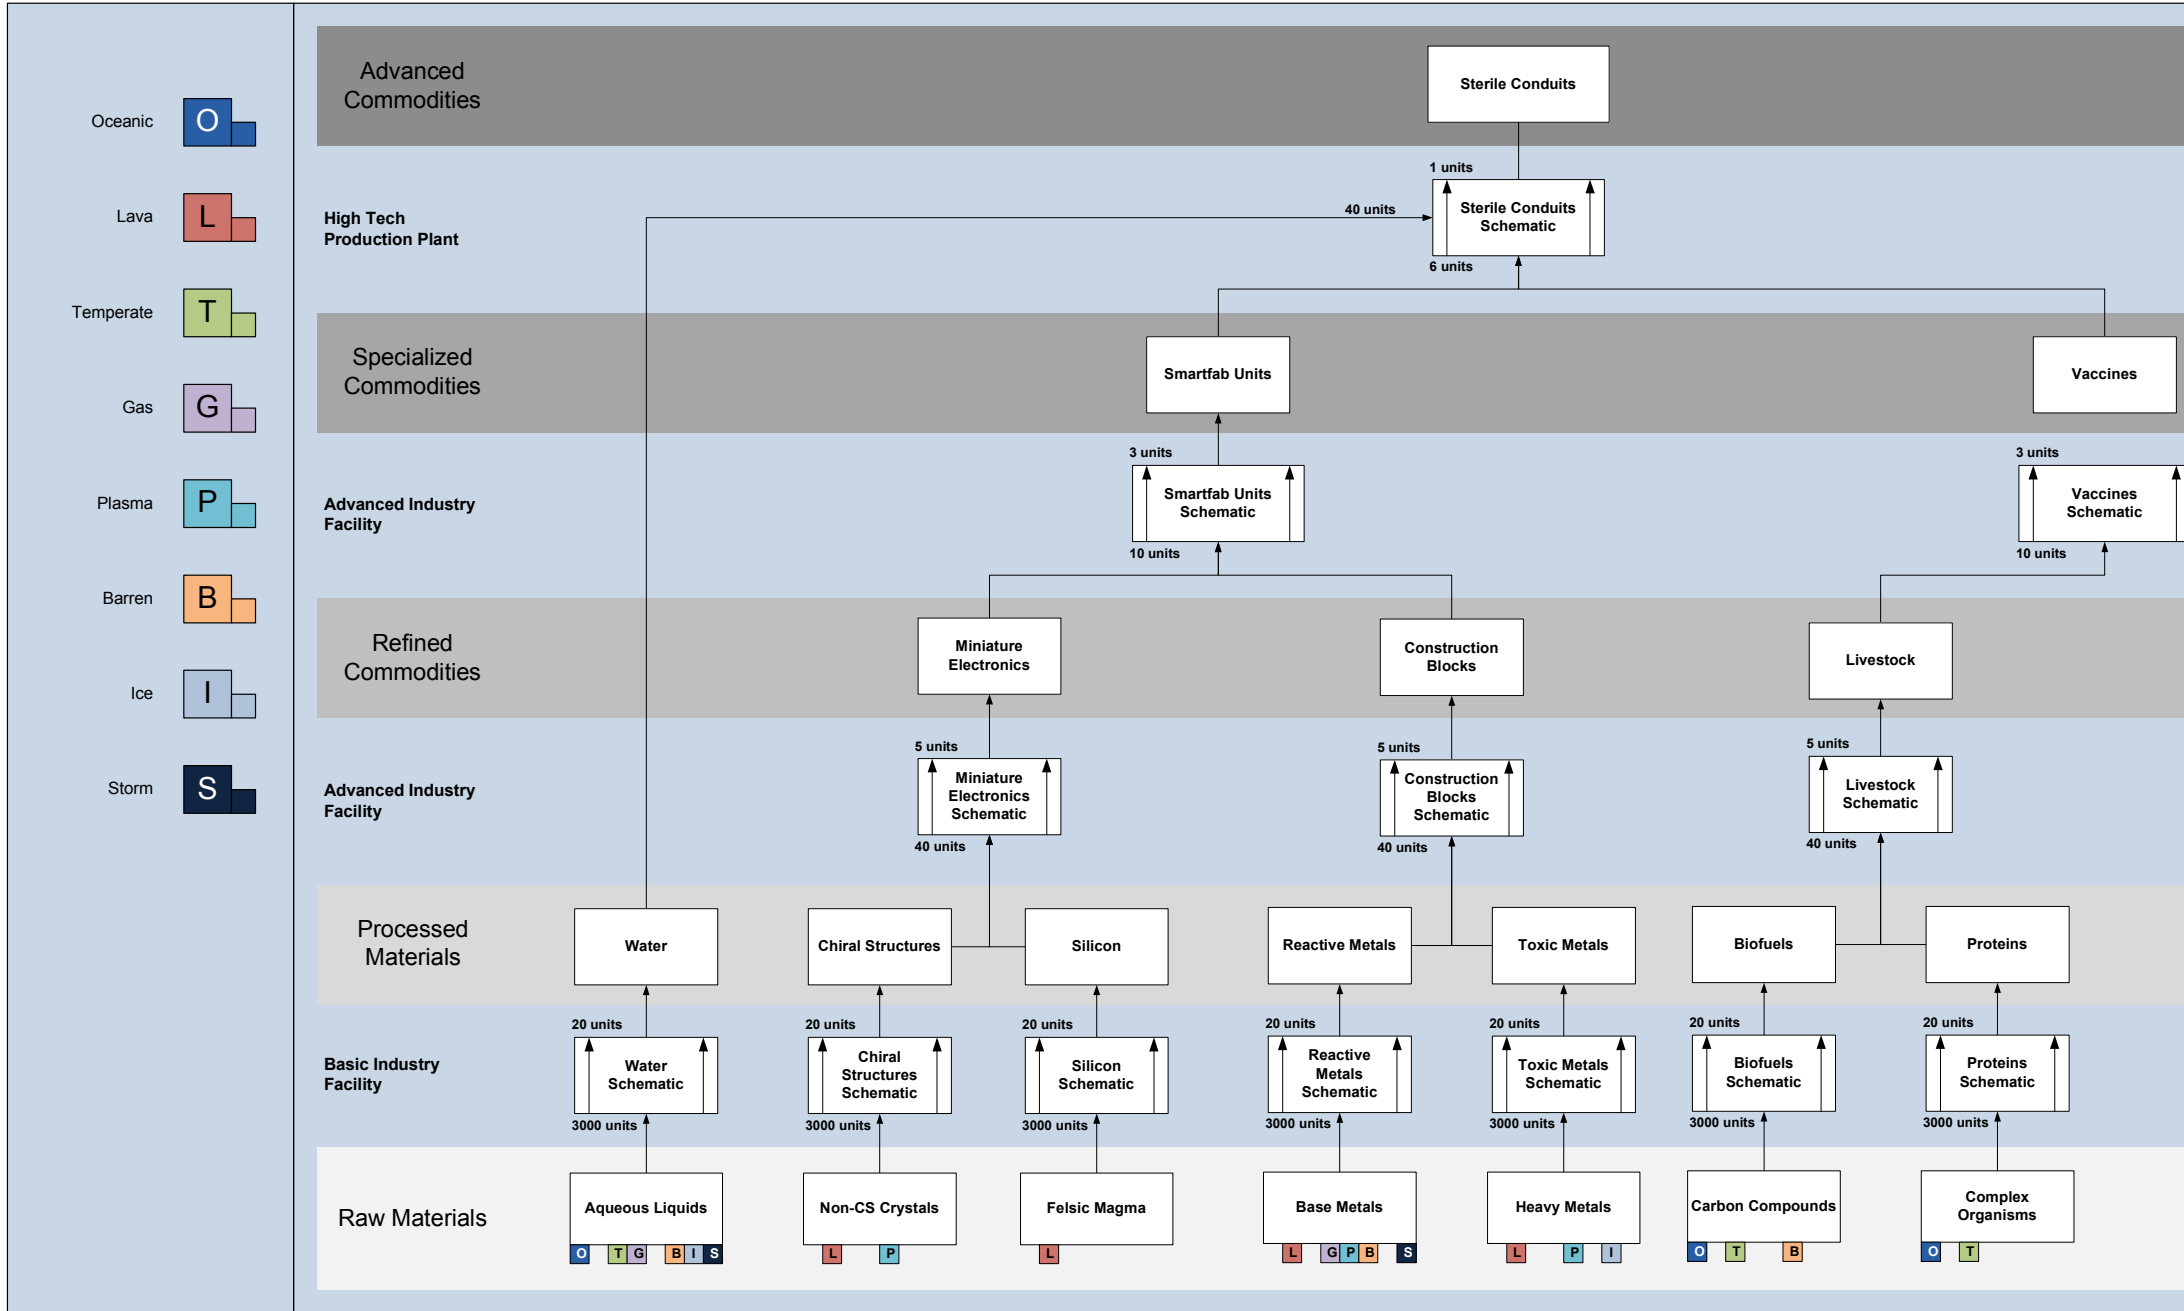 Oceanic
O
Lava
L
Temperate
T
Gas
G
Plasma
P
Barren
B
Ice
I
Storm
S
Advanced
Commodities
Sterile Conduits
High Tech
Production Plant
1 units
40 units
Sterile Conduits
Schematic
6 units
Specialized
Commodities
Smartfab Units
Vaccines
Advanced Industry
Facility
3 units
Smartfab Units
Schematic
10 units
3 units
Vaccines
Schematic
10 units
Refined
Commodities
Miniature
Electronics
Construction
Blocks
Livestock
Advanced Industry
Facility
5 units
Miniature
Electronics
Schematic
40 units
5 units
Construction
Blocks
Schematic
40 units
5 units
Livestock
Schematic
40 units
Processed
Materials
Water
Chiral Structures
Silicon
Reactive Metals
Toxic Metals
Biofuels
Proteins
Basic Industry
Facility
20 units
Water
Schematic
3000 units
20 units
Chiral
Structures
Schematic
3000 units
20 units
Silicon
Schematic
3000 units
20 units
Reactive
Metals
Schematic
3000 units
20 units
Toxic Metals
Schematic
3000 units
20 units
Biofuels
Schematic
3000 units
20 units
Proteins
Schematic
3000 units
Raw Materials
Aqueous Liquids
O T G B I S
Non-CS Crystals
L P
Felsic Magma
L
Base Metals
L G P B S
Heavy Metals
L P I
Carbon Compounds
O T B
Complex
Organisms
O T